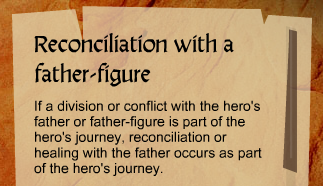 Reconciliation with a
father-figure
If a division or conflict with the hero's
father or father-figure is part of the
hero's journey, reconciliation or
healing with the father occurs as part
of the hero's journey.